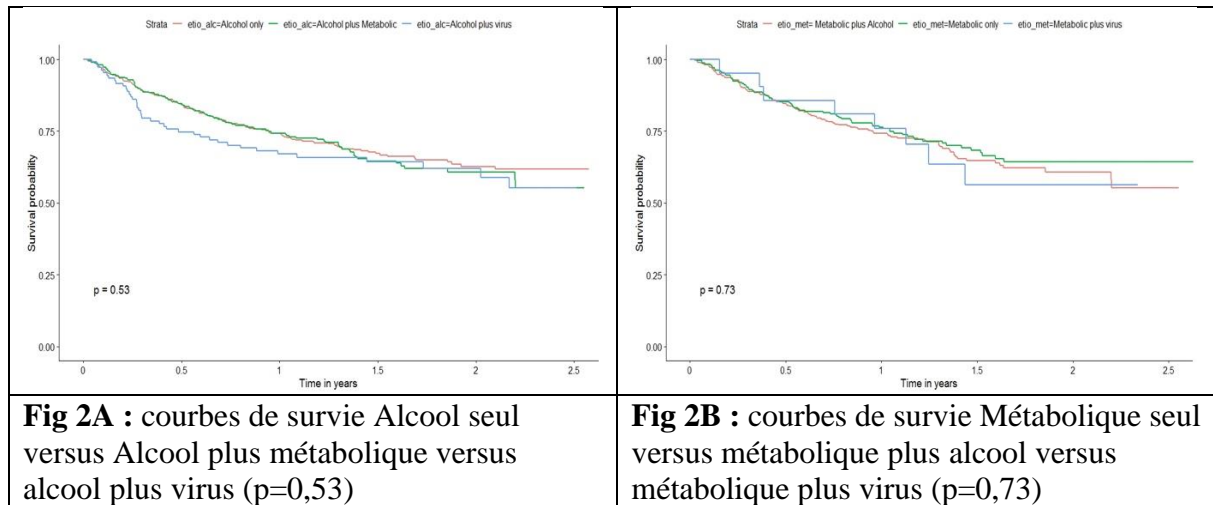 Strata etio_alc=Alcohol only etio_alc=Alcohol plus Metabolic etio_alc=Alcohol plus virus
1.00
0.75
0.50
0.25
0.00
Survival probability
p = 0.53
0 0.5 1 1.5 2 2.5
Time in years
Strata etio_met= Metabolic plus Alcohol etio_met=Metabolic only etio_met=Metabolic plus virus
1.00
0.75
0.50
0.25
0.00
Survival probability
p = 0.73
0 0.5 1 1.5 2 2.5
Time in years
Fig 2A : courbes de survie Alcool seul
versus Alcool plus métabolique versus
alcool plus virus (p=0,53)
Fig 2B : courbes de survie Métabolique seul
versus métabolique plus alcool versus
métabolique plus virus (p=0,73)